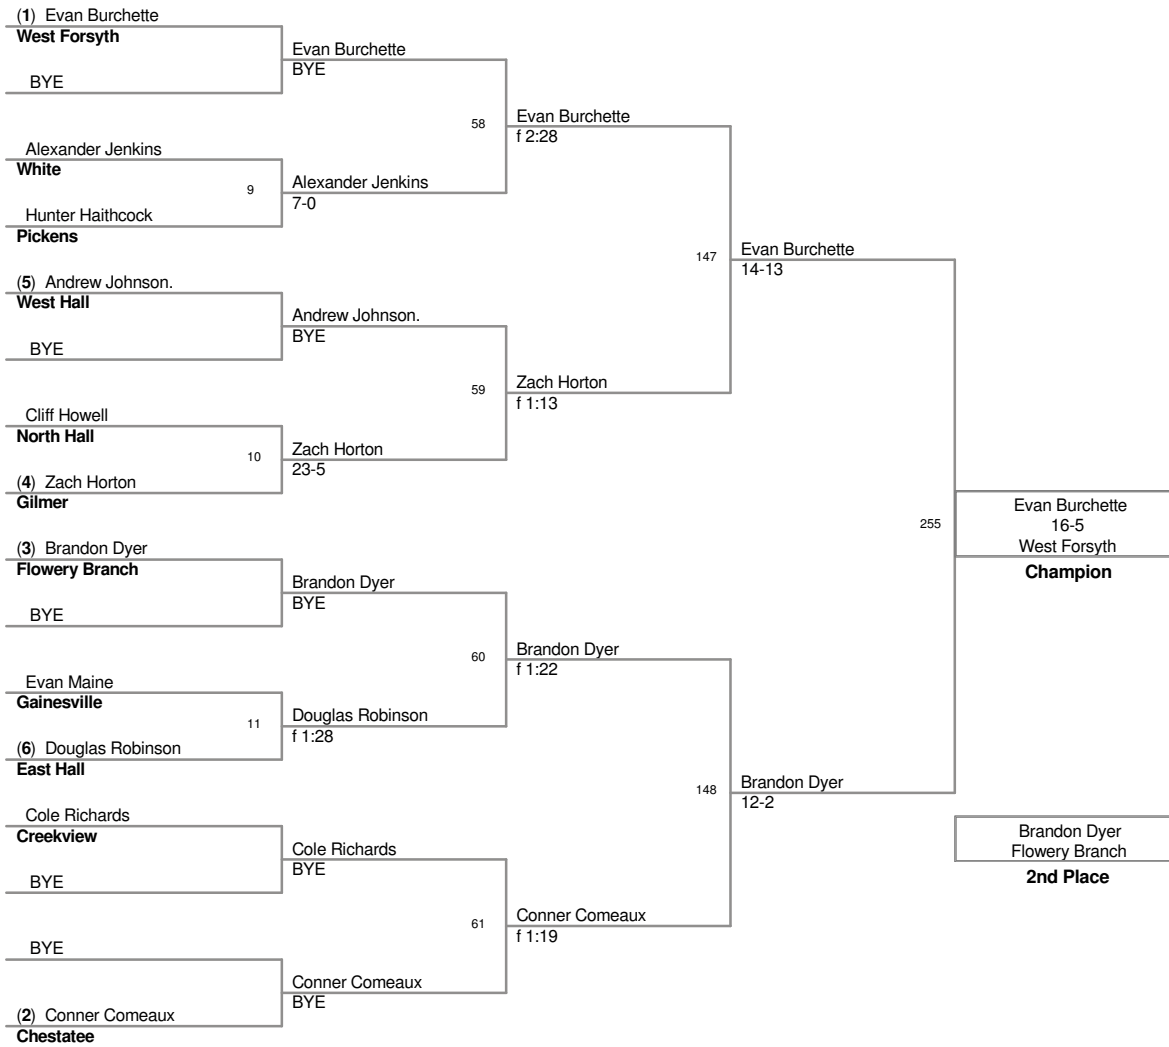 (1) Evan Burchette
West Forsyth
BYE
Alexander Jenkins
White
Hunter Haithcock
Pickens
(5) Andrew Johnson.
West Hall
BYE
Cliff Howell
North Hall
(4) Zach Horton
Gilmer
(3) Brandon Dyer
Flowery Branch
BYE
Evan Maine
Gainesville
(6) Douglas Robinson
East Hall
Cole Richards
Creekview
BYE
BYE
(2) Conner Comeaux
Chestatee
9
10
11
Evan Burchette
BYE
Alexander Jenkins
7-0
Andrew Johnson.
BYE
Zach Horton
23-5
Brandon Dyer
BYE
Douglas Robinson
f 1:28
Cole Richards
BYE
Conner Comeaux
BYE
58
59
60
61
Evan Burchette
f 2:28
Zach Horton
f 1:13
Brandon Dyer
f 1:22
Conner Comeaux
f 1:19
147
148
Evan Burchette
14-13
Brandon Dyer
12-2
255
Evan Burchette
16-5
West Forsyth
Champion
Brandon Dyer
Flowery Branch
2nd Place